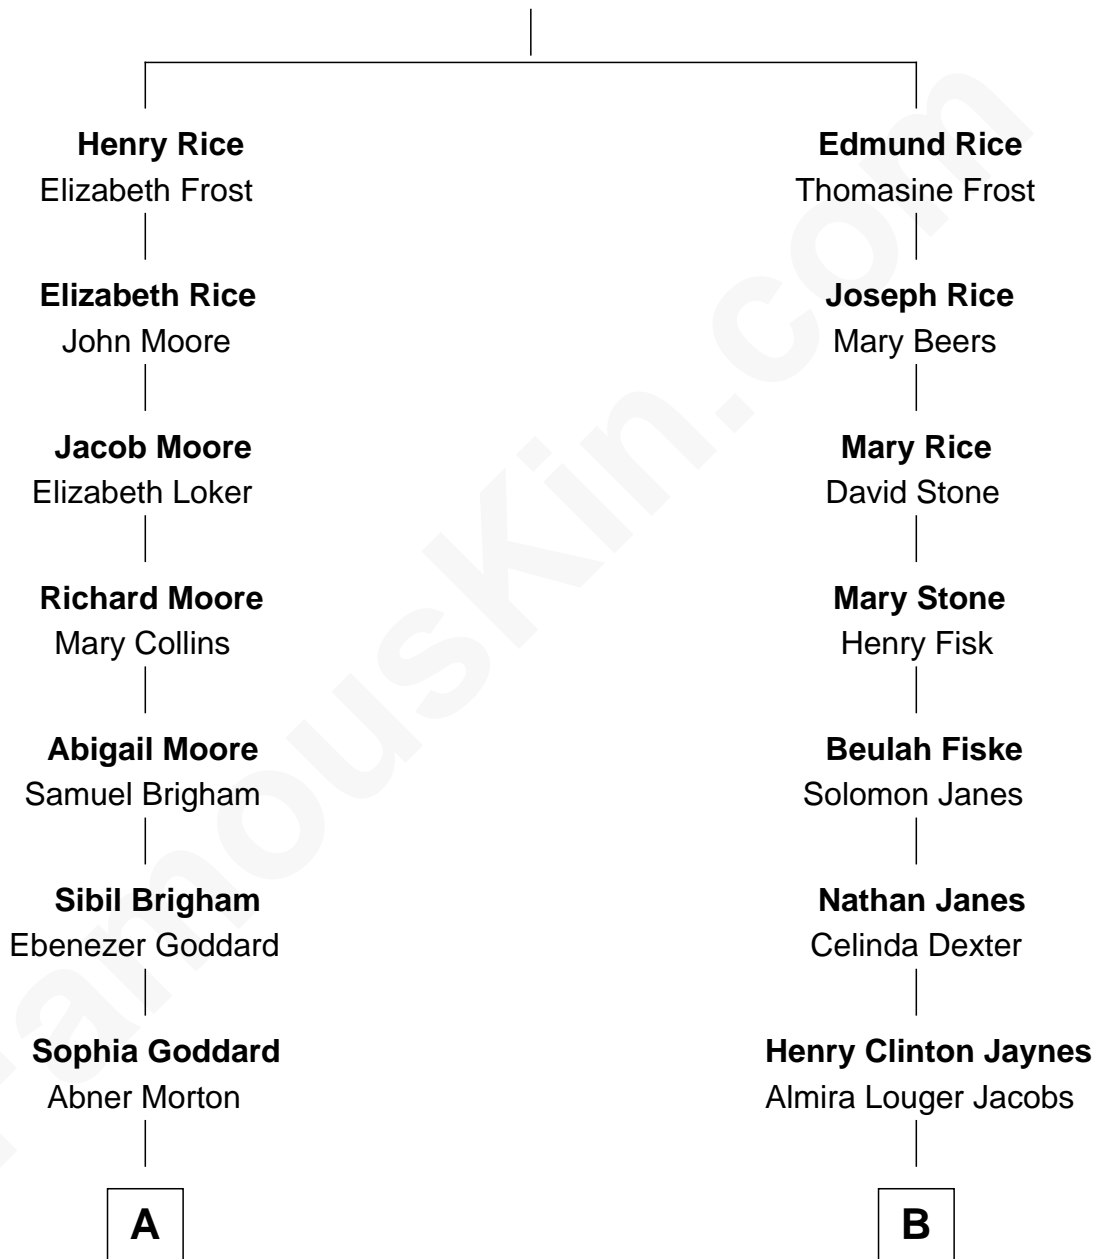 Henry Rice
Elizabeth Frost
Elizabeth Rice
John Moore
Jacob Moore
Elizabeth Loker
Richard Moore
Mary Collins
Abigail Moore
Samuel Brigham
Sibil Brigham
Ebenezer Goddard
Sophia Goddard
Abner Morton
A
Edmund Rice
Thomasine Frost
Joseph Rice
Mary Beers
Mary Rice
David Stone
Mary Stone
Henry Fisk
Beulah Fiske
Solomon Janes
Nathan Janes
Celinda Dexter
Henry Clinton Jaynes
Almira Louger Jacobs
B
FamousKin.com